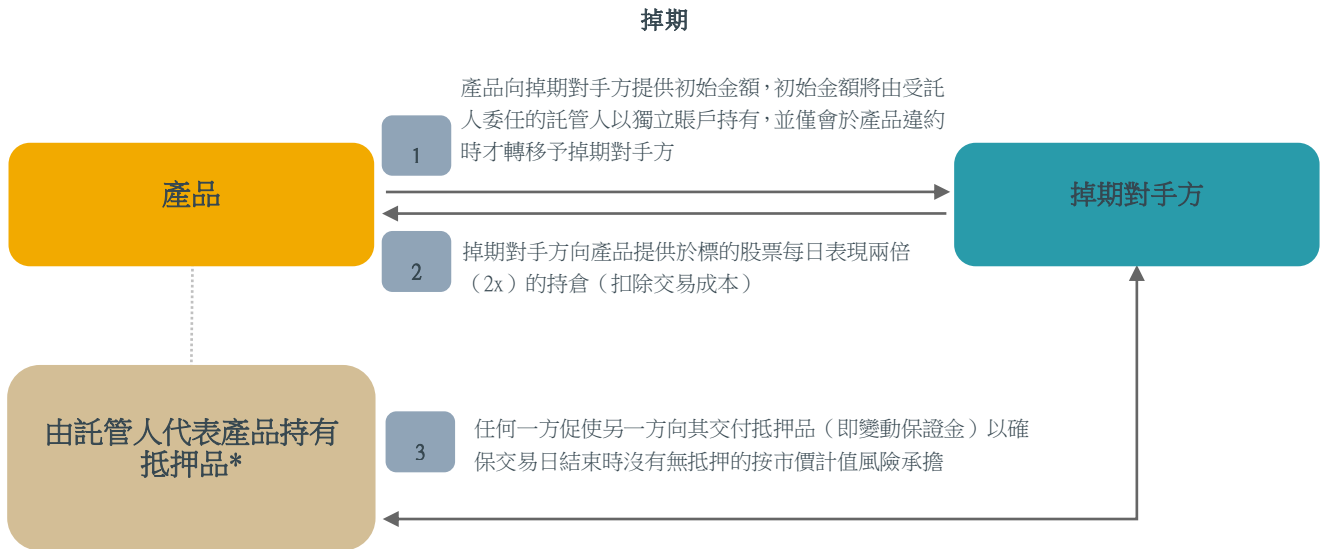 掉期
產品向掉期對手方提供初始金額，初始金額將由受託
人委任的託管人以獨立賬戶持有，並僅會於產品違約
時才轉移予掉期對手方
1
產品
掉期對手方
2
掉期對手方向產品提供於標的股票每日表現兩倍
（2x）的持倉（扣除交易成本）
由託管人代表產品持有
抵押品*
3
任何一方促使另一方向其交付抵押品（即變動保證金）以確
保交易日結束時沒有無抵押的按市價計值風險承擔